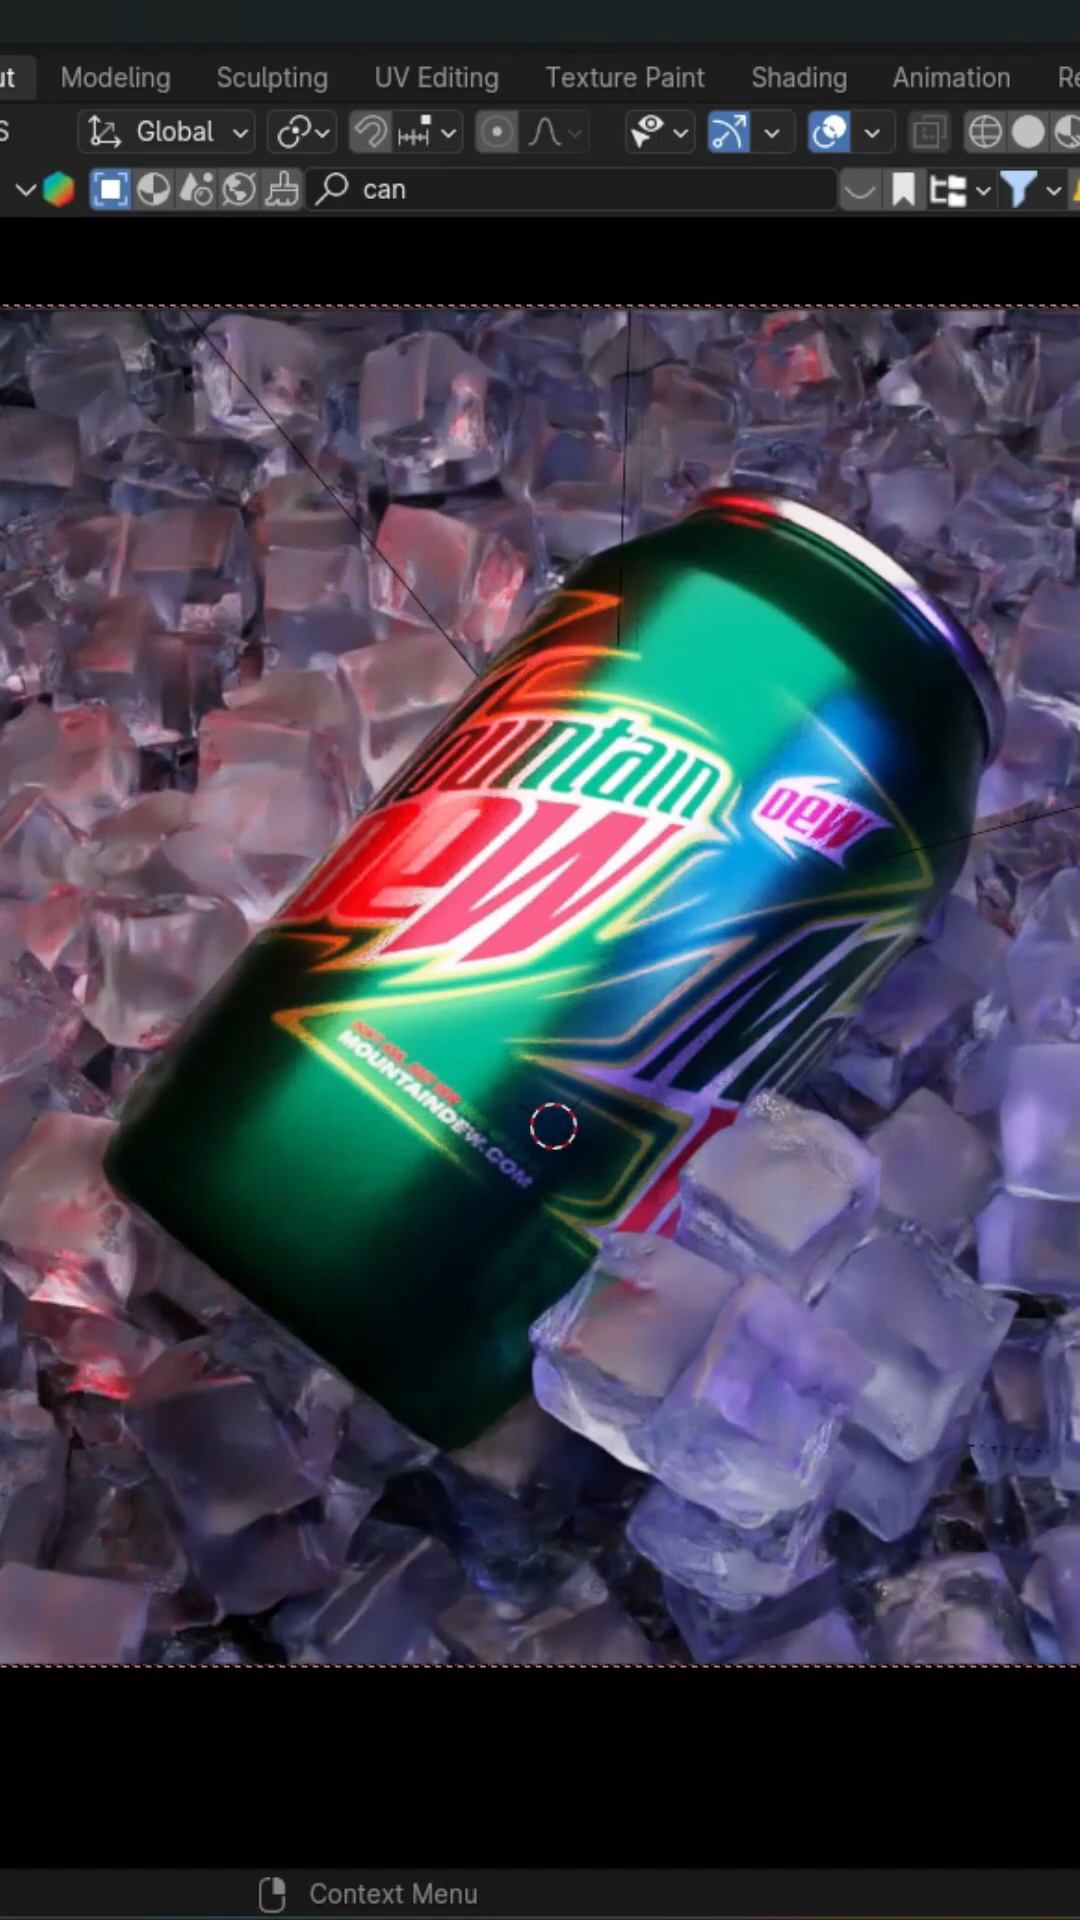 Modeling Sculpting UV Editing Texture Paint Shading Animation
Global
can
ountain
Dew
Dew
MOUNTAINDEW.COM
Context Menu